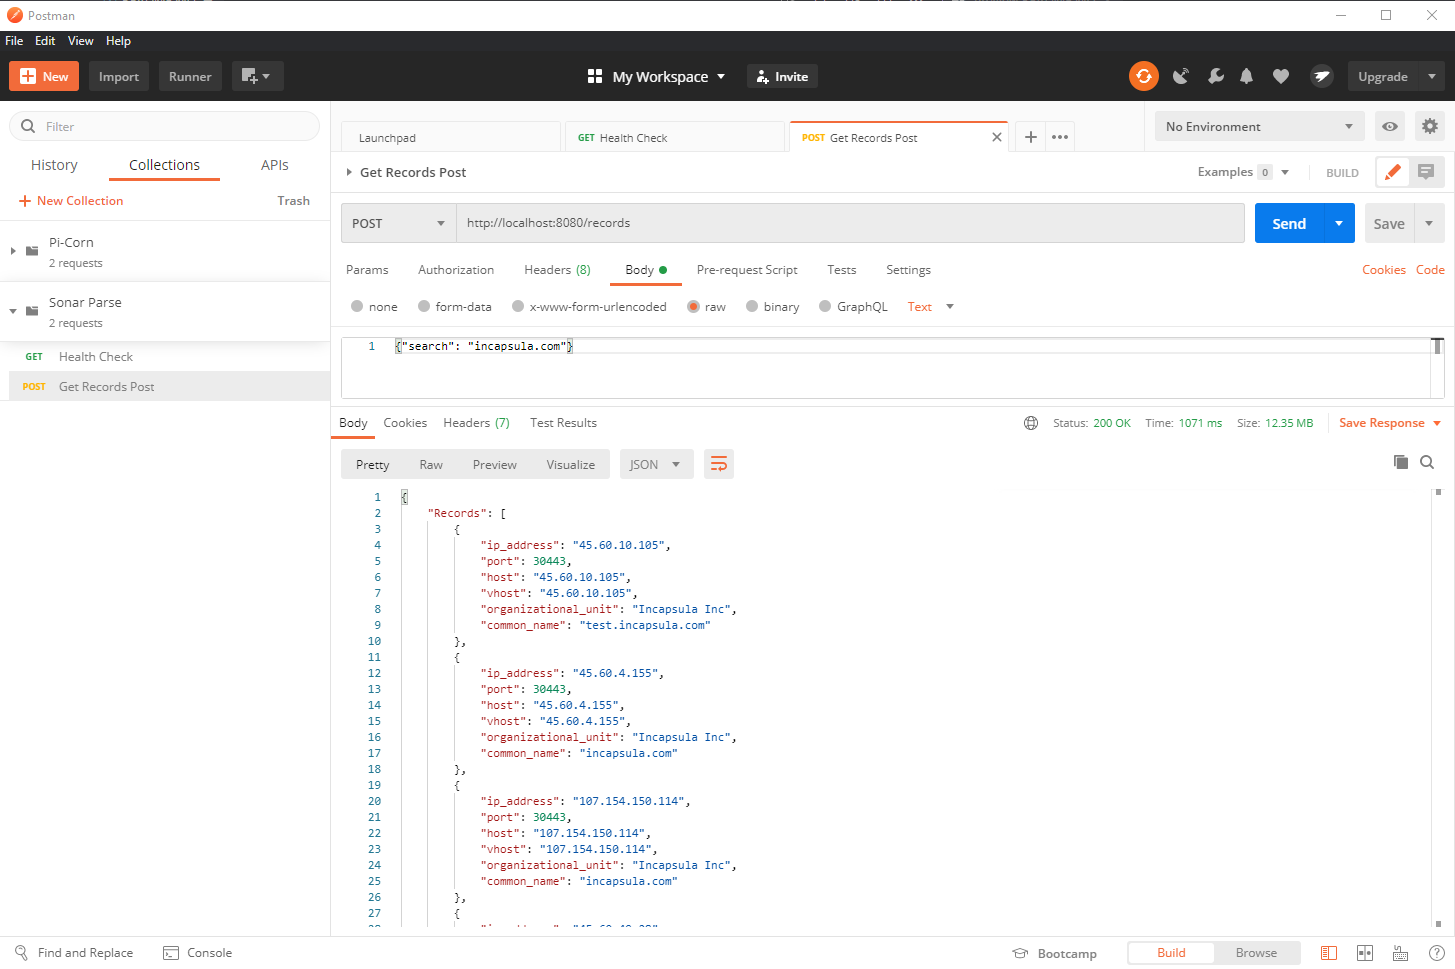 Postman
File Edit View Help
New Import Runner My Workspace Invite Upgrade
Filter
History Collections APIs
New Collection Trash
Pi-Corn
2 requests
Sonar Parse
2 requests
GET Health Check
POST Get Records Post
Launchpad GET Health Check POST Get Records Post No Environment
Get Records Post Examples 0 BUILD
POST http://localhost:8080/records Send Save
Params Authorization Headers (8) Body Pre-request Script Tests Settings Cookies Code
none form-data x-www-form-urlencoded raw binary GraphQL Text
1 {"search": "incapsula.com"}
Body Cookies Headers (7) Test Results Status: 200 OK Time: 1071 ms Size: 12.35 MB Save Response
Pretty Raw Preview Visualize JSON
1 {
2 "Records": [
3 {
4 "ip_address": "45.60.10.105",
5 "port": 30443,
6 "host": "45.60.10.105",
7 "vhost": "45.60.10.105",
8 "organizational_unit": "Incapsula Inc",
9 "common_name": "test.incapsula.com"
10 },
11 {
12 "ip_address": "45.60.4.155",
13 "port": 30443,
14 "host": "45.60.4.155",
15 "vhost": "45.60.4.155",
16 "organizational_unit": "Incapsula Inc",
17 "common_name": "incapsula.com"
18 },
19 {
20 "ip_address": "107.154.150.114",
21 "port": 30443,
22 "host": "107.154.150.114",
23 "vhost": "107.154.150.114",
24 "organizational_unit": "Incapsula Inc",
25 "common_name": "incapsula.com"
26 },
27 {
Find and Replace Console Bootcamp Build Browse